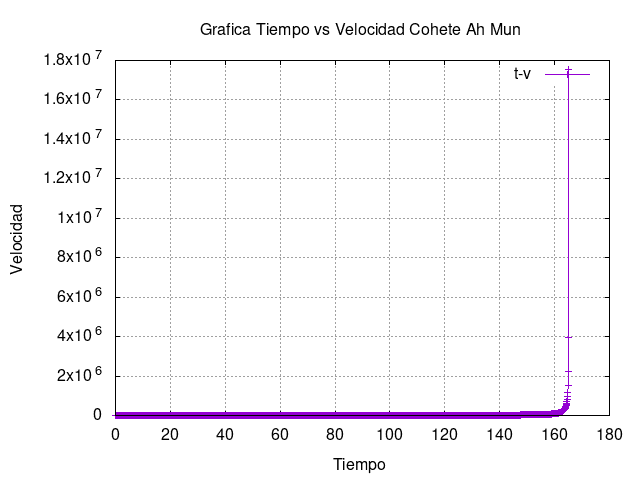 Grafica Tiempo vs Velocidad Cohete Ah Mun
t-v
1.8x10 7
1.6x10 7
1.4x10 7
1.2x10 7
1x10 7
8x10 6
6x10 6
4x10 6
2x10 6
0
Velocidad
0 20 40 60 80 100 120 140 160 180
Tiempo